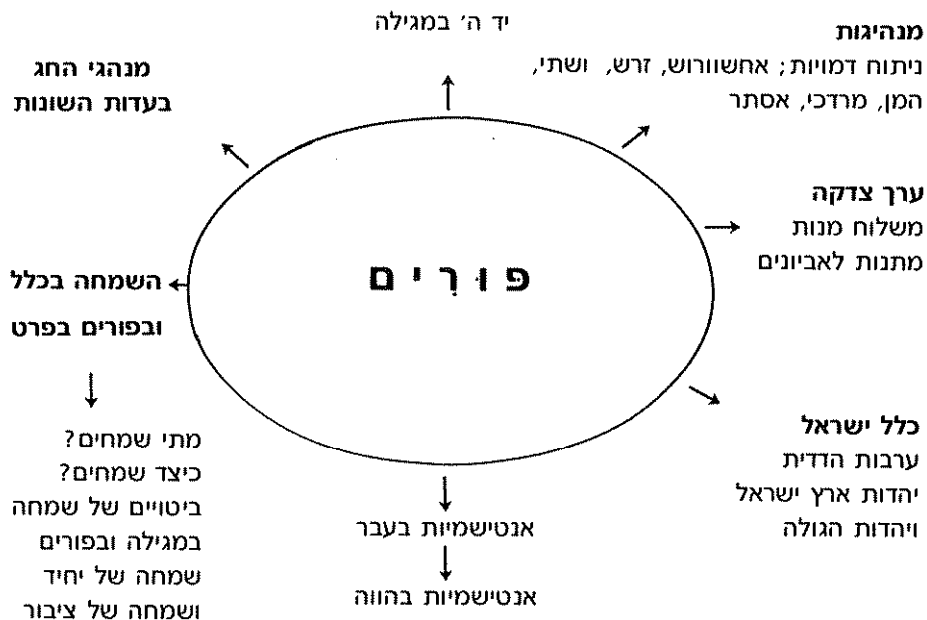 יד ה' במגילה
מנהיגות
ניתוח דמויות; אחשוורוש, זרש, ושתי,
המן, מרדכי, אסתר
ערך צדקה
משלוח מנות
מתנות לאביונים
כלל ישראל
ערבות הדדית
יהדות ארץ ישראל
ויהדות הגולה
פּוּרִים
מנהגי החג
בעדות השונות
השמחה בכלל
ובפורים בפרט
מתי שמחים?
כיצד שמחים?
ביטויים של שמחה
במגילה ובפורים
שמחה של יחיד
ושמחה של ציבור
אנטישמיות בעבר
אנטישמיות בהווה